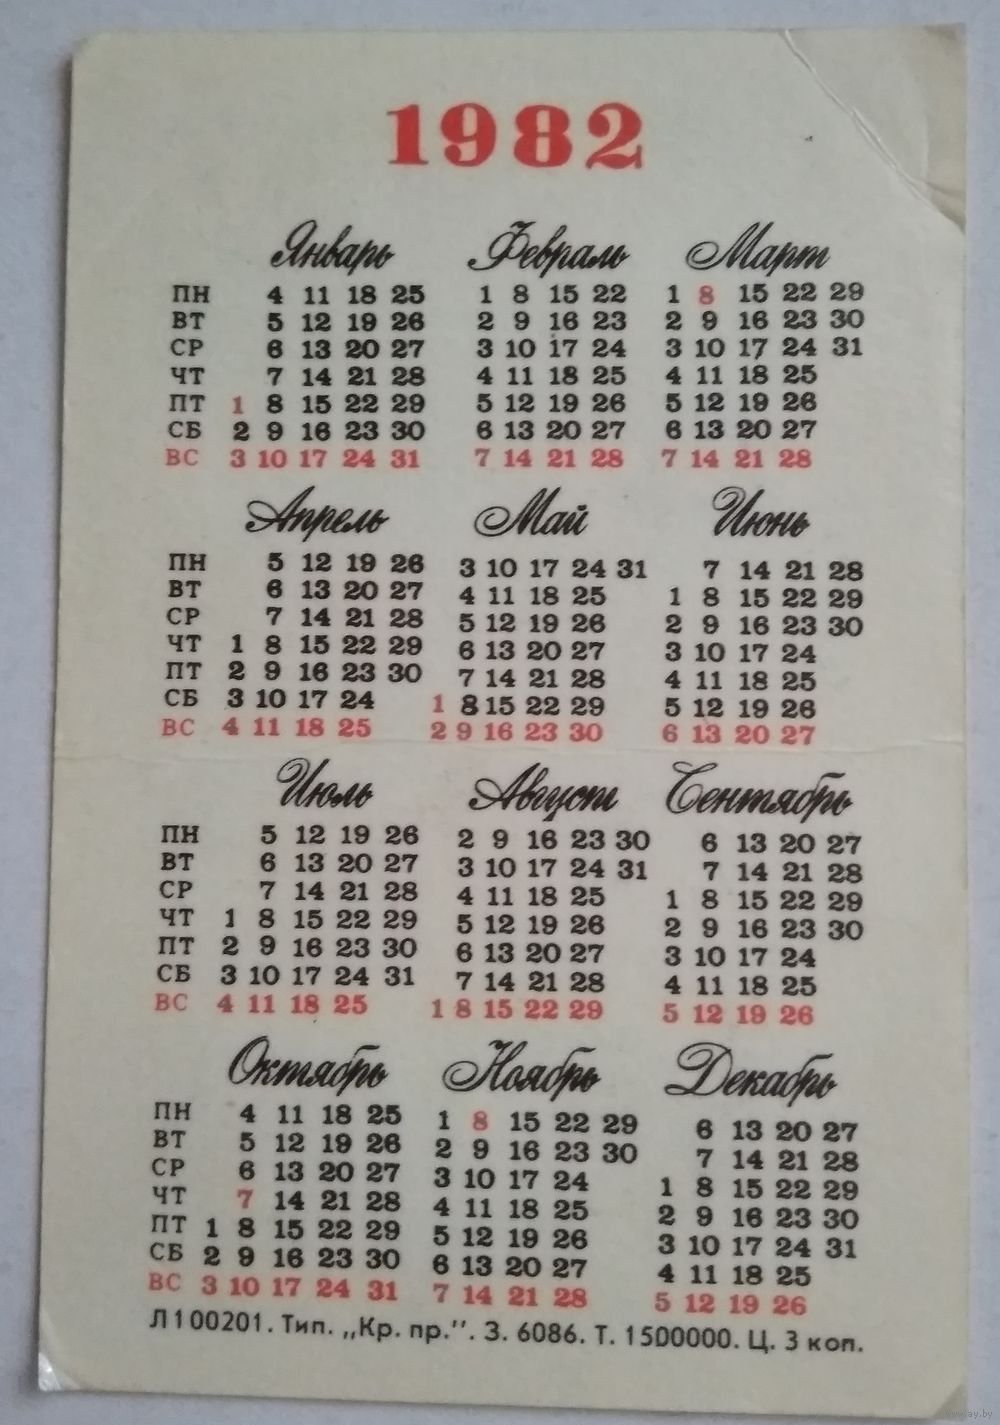 1982
Январь Февраль Март
ПН 4 11 18 25 1 8 15 22 1 8 15 22 29
ВТ 5 12 19 26 2 9 16 23 2 9 16 23 30
СР 6 13 20 27 3 10 17 24 3 10 17 24 31
ЧТ 7 14 21 28 4 11 18 25 4 11 18 25
ПТ 1 8 15 22 29 5 12 19 26 5 12 19 26
СБ 2 9 16 23 30 6 13 20 27 6 13 20 27
ВС 3 10 17 24 31 7 14 21 28 7 14 21 28
Апрель Май Июнь
ПН 5 12 19 26 3 10 17 24 31 7 14 21 28
ВТ 6 13 20 27 4 11 18 25 1 8 15 22 29
СР 7 14 21 28 5 12 19 26 2 9 16 23 30
ЧТ 1 8 15 22 29 6 13 20 27 3 10 17 24
ПТ 2 9 16 23 30 7 14 21 28 4 11 18 25
СБ 3 10 17 24 1 8 15 22 29 5 12 19 26
ВС 4 11 18 25 2 9 16 23 30 6 13 20 27
Июль Август Сентябрь
ПН 5 12 19 26 2 9 16 23 30 6 13 20 27
ВТ 6 13 20 27 3 10 17 24 31 7 14 21 28
СР 7 14 21 28 4 11 18 25 1 8 15 22 29
ЧТ 1 8 15 22 29 5 12 19 26 2 9 16 23 30
ПТ 2 9 16 23 30 6 13 20 27 3 10 17 24
СБ 3 10 17 24 31 7 14 21 28 4 11 18 25
ВС 4 11 18 25 1 8 15 22 29 5 12 19 26
Октябрь Ноябрь Декабрь
ПН 4 11 18 25 1 8 15 22 29 6 13 20 27
ВТ 5 12 19 26 2 9 16 23 30 7 14 21 28
СР 6 13 20 27 3 10 17 24 1 8 15 22 29
ЧТ 7 14 21 28 4 11 18 25 2 9 16 23 30
ПТ 1 8 15 22 29 5 12 19 26 3 10 17 24 31
СБ 2 9 16 23 30 6 13 20 27 4 11 18 25
ВС 3 10 17 24 31 7 14 21 28 5 12 19 26
Л100201. Тип. „Кр. пр.”. З. 6086. Т. 1500000. Ц. 3 коп.